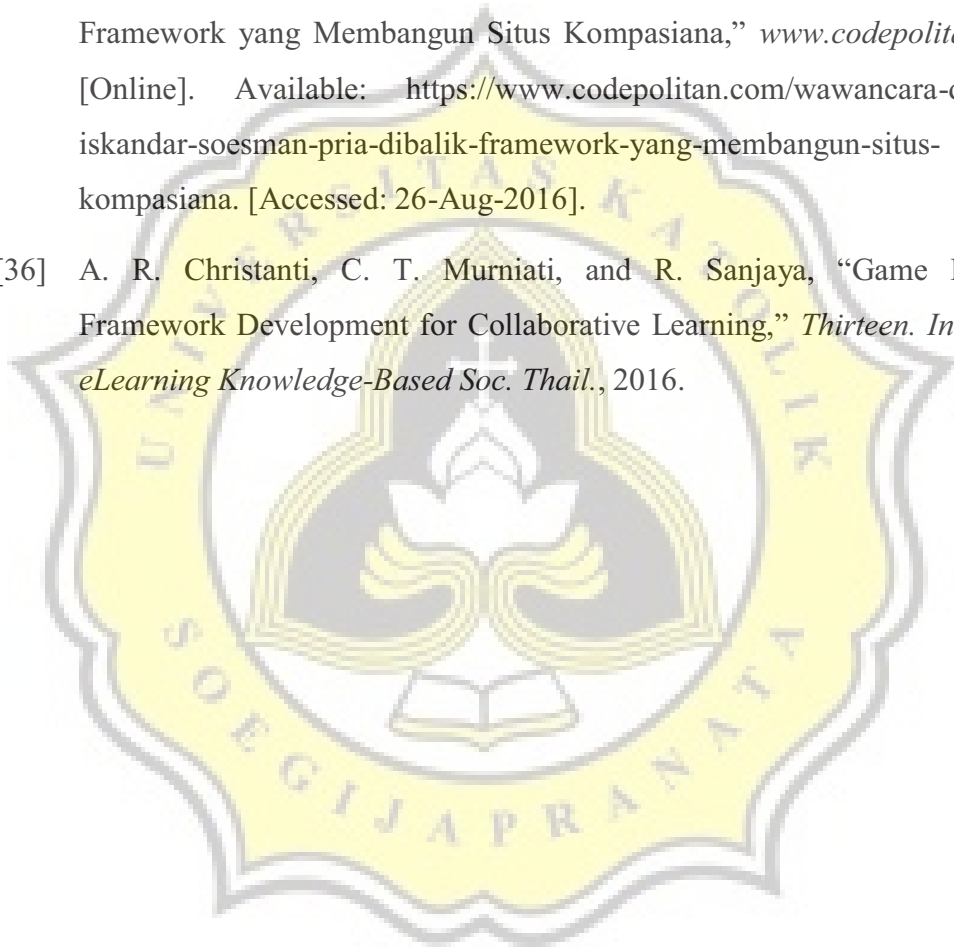 Framework yang Membangun Situs Kompasiana,” www.codepolita
[Online]. Available: https://www.codepolitan.com/wawancara-d
iskandar-soesman-pria-dibalik-framework-yang-membangun-situs-
kompasiana. [Accessed: 26-Aug-2016].
[36] A. R. Christanti, C. T. Murniati, and R. Sanjaya, “Game
Framework Development for Collaborative Learning,” Thirteen. In
eLearning Knowledge-Based Soc. Thail., 2016.
UNIVERSITAS KATOLIK
SOEGIJAPRANATA